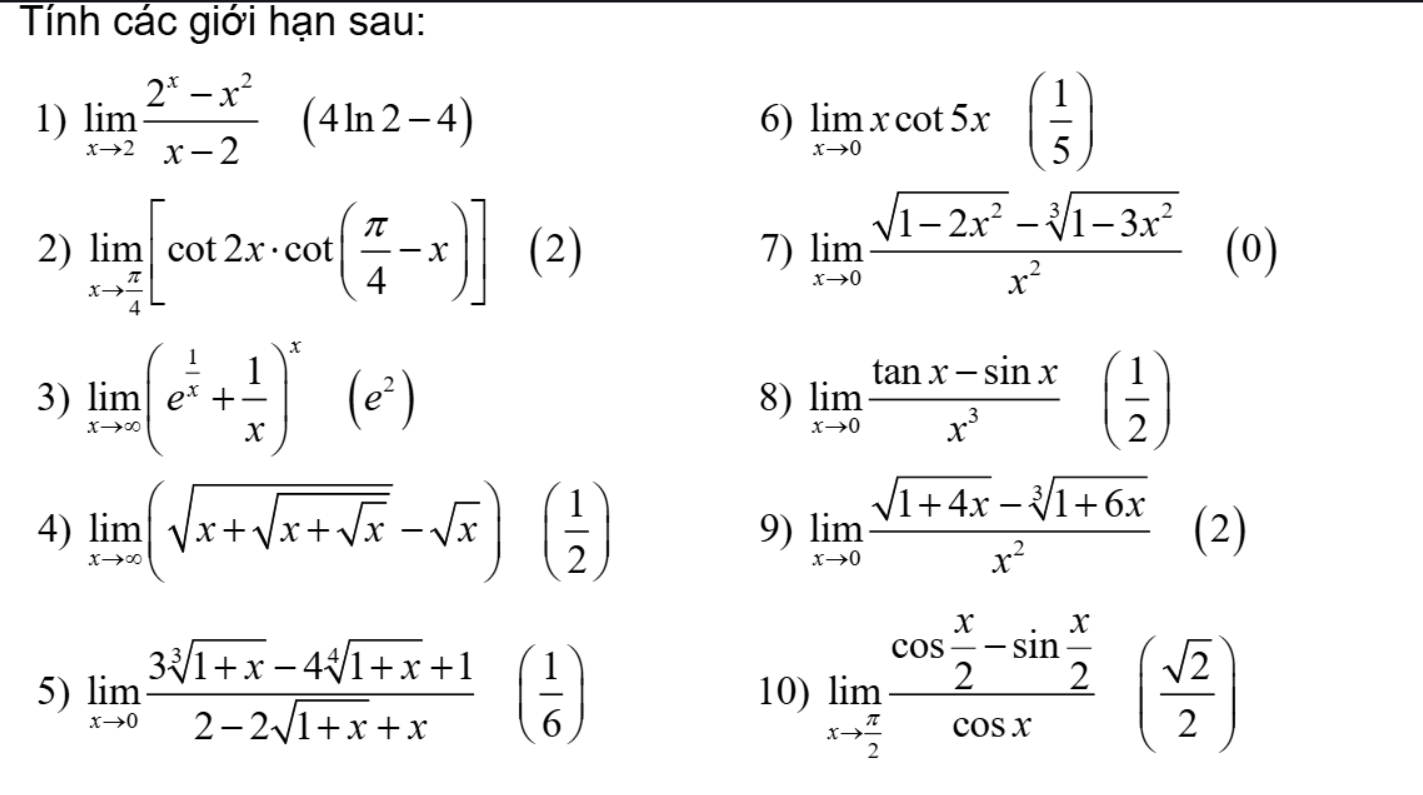 Tính các giới hạn sau:
1) lim_{x→2} (2^x − x^2)/(x − 2) (4 ln 2 − 4)
2) lim_{x→π/4} [cot 2x · cot(π/4 − x)] (2)
3) lim_{x→∞} (e^{1/x} + 1/x)^x (e^2)
4) lim_{x→∞} (√(x + √(x + √x)) − √x) (1/2)
5) lim_{x→0} (3∛(1 + x) − 4∜(1 + x) + 1)/(2 − 2√(1 + x) + x) (1/6)
6) lim_{x→0} x cot 5x (1/5)
7) lim_{x→0} (√(1 − 2x^2) − ∛(1 − 3x^2))/x^2 (0)
8) lim_{x→0} (tan x − sin x)/x^3 (1/2)
9) lim_{x→0} (√(1 + 4x) − ∛(1 + 6x))/x^2 (2)
10) lim_{x→π/2} (cos x/2 − sin x/2)/(cos x) (√2/2)